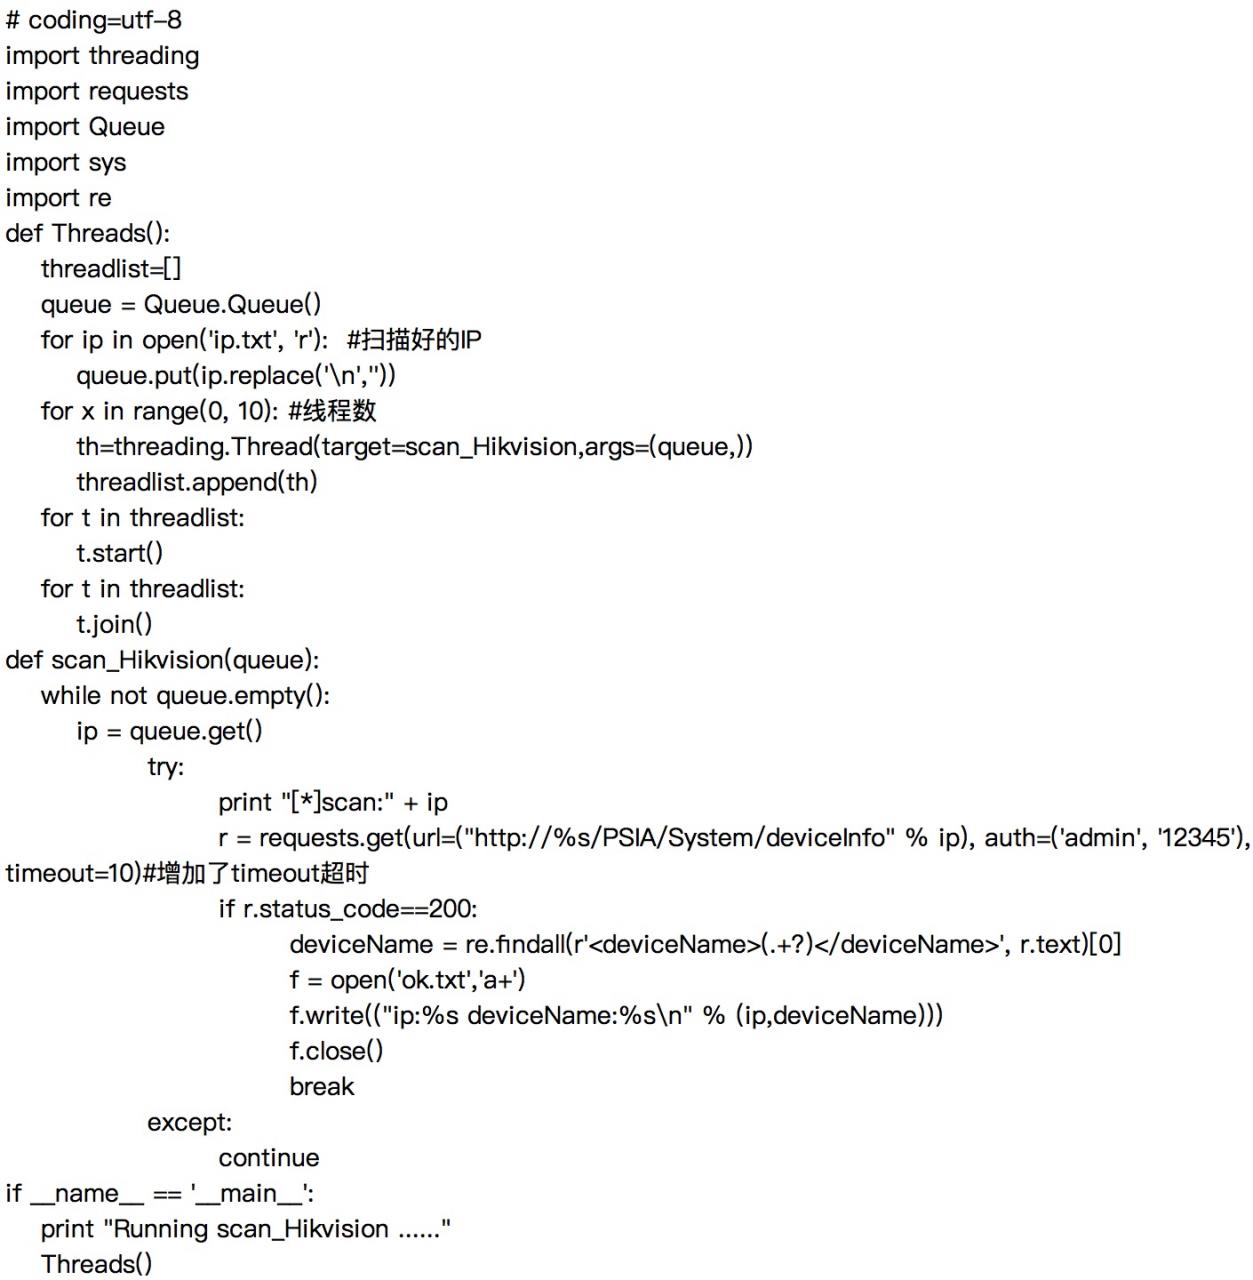 # coding=utf-8
import threading
import requests
import Queue
import sys
import re
def Threads():
threadlist=[]
queue = Queue.Queue()
for ip in open('ip.txt', 'r'):  #扫描好的IP
queue.put(ip.replace('\n',''))
for x in range(0, 10): #线程数
th=threading.Thread(target=scan_Hikvision,args=(queue,))
threadlist.append(th)
for t in threadlist:
t.start()
for t in threadlist:
t.join()
def scan_Hikvision(queue):
while not queue.empty():
ip = queue.get()
try:
print "[*]scan:" + ip
r = requests.get(url=("http://%s/PSIA/System/deviceInfo" % ip), auth=('admin', '12345'),
timeout=10)#增加了timeout超时
if r.status_code==200:
deviceName = re.findall(r'<deviceName>(.+?)</deviceName>', r.text)[0]
f = open('ok.txt','a+')
f.write(("ip:%s deviceName:%s\n" % (ip,deviceName)))
f.close()
break
except:
continue
if __name__ == '__main__':
print "Running scan_Hikvision ......"
Threads()